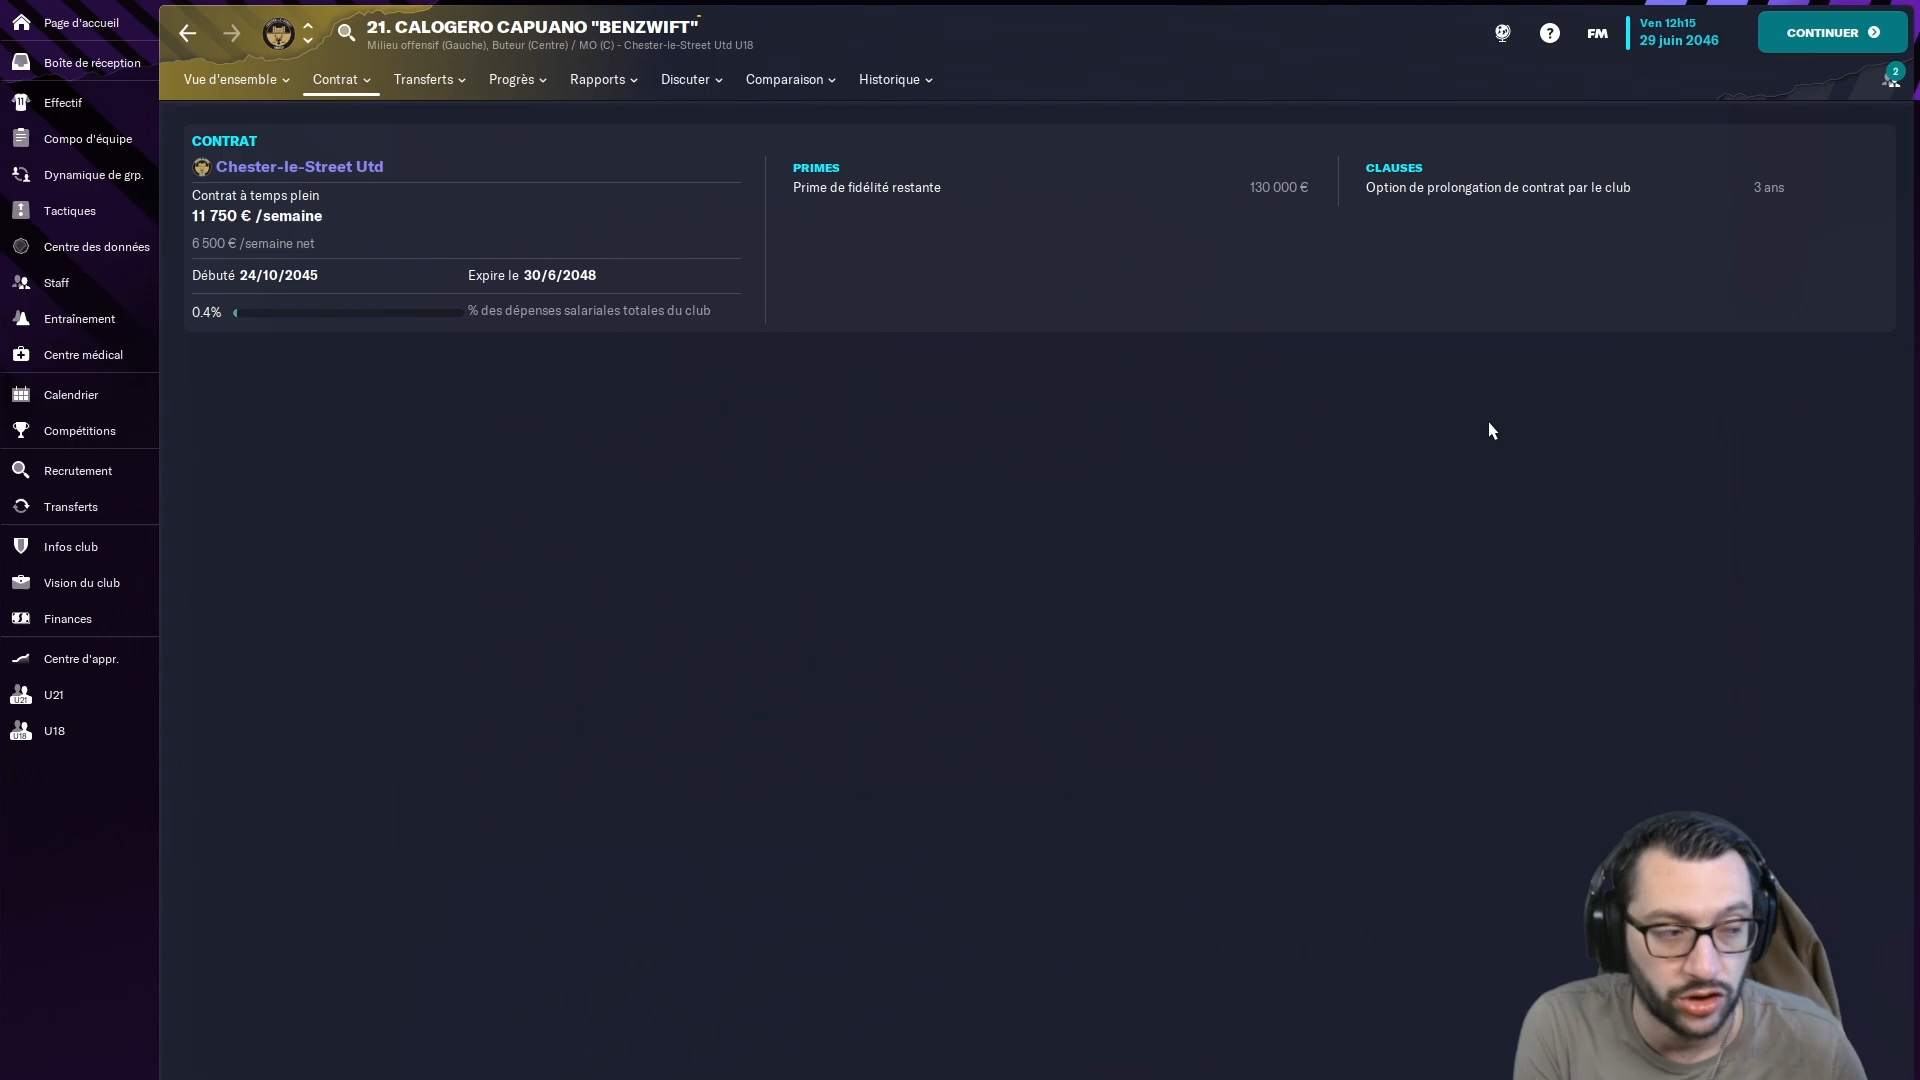 Page d'accueil
Boîte de réception
Effectif
Compo d'équipe
Dynamique de grp.
Tactiques
Centre des données
Staff
Entraînement
Centre médical
Calendrier
Compétitions
Recrutement
Transferts
Infos club
Vision du club
Finances
Centre d'appr.
U21
U21
U18
U18
21. CALOGERO CAPUANO "BENZWIFT"
Milieu offensif (Gauche), Buteur (Centre) / MO (C) - Chester-le-Street Utd U18
FM
Ven 12h15
29 juin 2046
CONTINUER
Vue d'ensemble
Contrat
Transferts
Progrès
Rapports
Discuter
Comparaison
Historique
2
CONTRAT
Chester-le-Street Utd
Contrat à temps plein
11 750 € /semaine
6 500 € /semaine net
Débuté 24/10/2045
Expire le 30/6/2048
0.4%
% des dépenses salariales totales du club
PRIMES
Prime de fidélité restante
130 000 €
CLAUSES
Option de prolongation de contrat par le club
3 ans